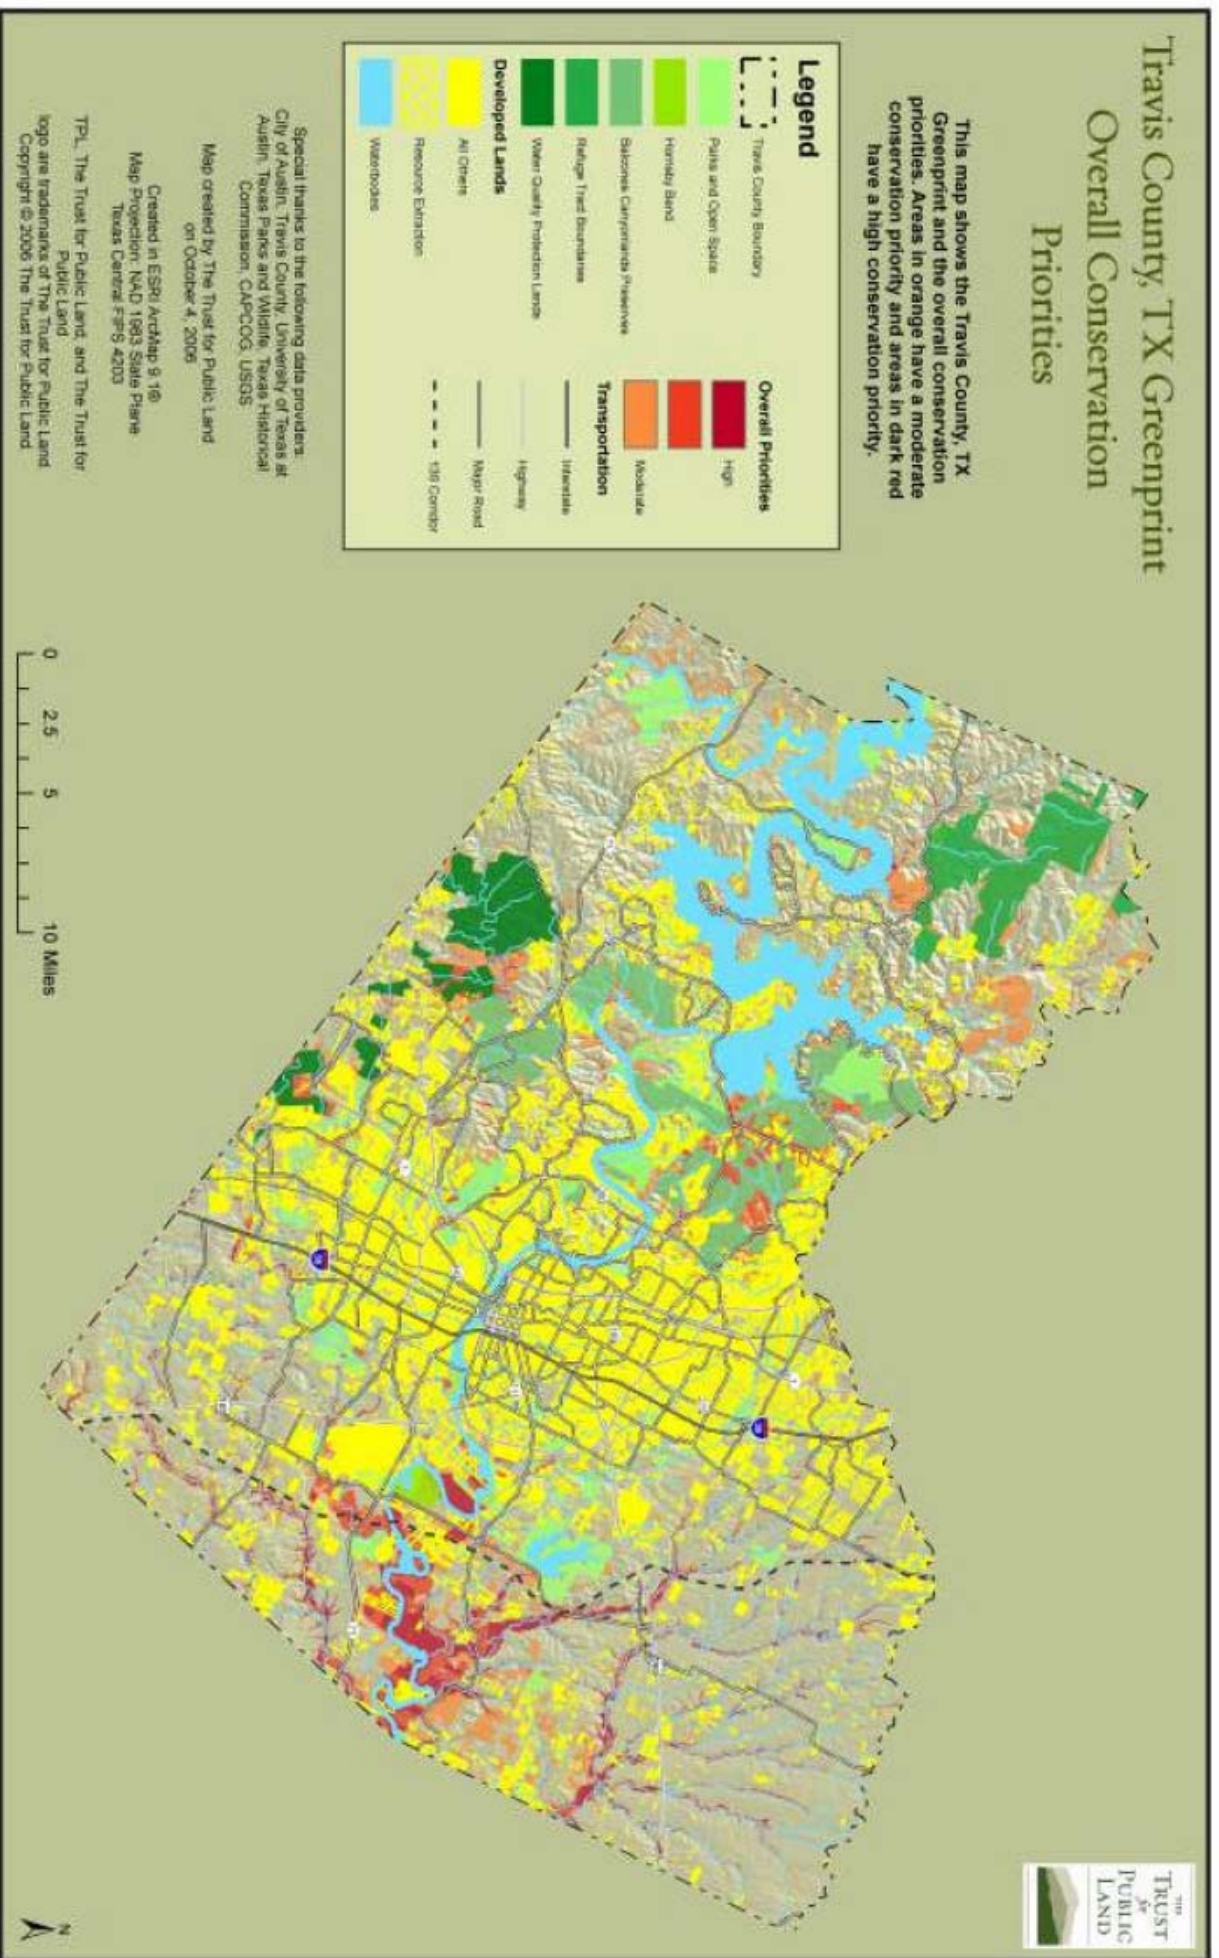 Travis County, TX Greenprint
Overall Conservation
Priorities
This map shows the Travis County, TX
Greenprint and the overall conservation
priorities. Areas in orange have a moderate
conservation priority and areas in dark red
have a high conservation priority.
Legend
Travis County Boundary
Parks and Open Space
Hornsby Bend
Balcones Canyonlands Preserves
Refuge Tract Boundaries
Water Quality Protection Lands
Developed Lands
All Others
Resource Extraction
Waterbodies
Overall Priorities
High
Moderate
Transportation
Interstate
Highway
Major Road
130 Corridor
Special thanks to the following data providers:
City of Austin, Travis County, University of Texas at
Austin, Texas Parks and Wildlife, Texas Historical
Commission, CAPCOG, USGS
Map created by The Trust for Public Land
on October 4, 2006
Created in ESRI ArcMap 9.1®
Map Projection: NAD 1983 State Plane
Texas Central FIPS 4203
TPL, The Trust for Public Land, and The Trust for
Public Land
logo are trademarks of The Trust for Public Land
Copyright © 2006 The Trust for Public Land
0 2.5 5 10 Miles
THE
TRUST
for
PUBLIC
LAND
N